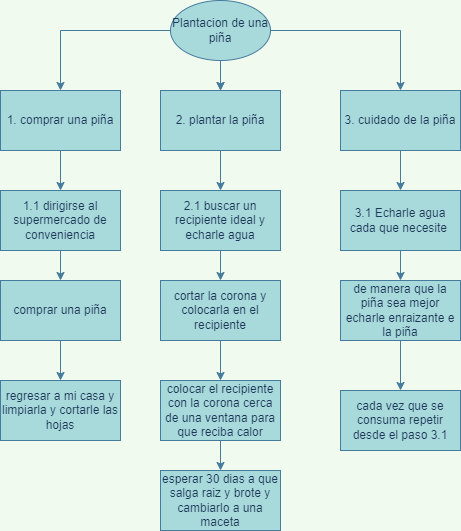 Plantacion de una
piña
1. comprar una piña
2. plantar la piña
3. cuidado de la piña
1.1 dirigirse al
supermercado de
conveniencia
2.1 buscar un
recipiente ideal y
echarle agua
3.1 Echarle agua
cada que necesite
comprar una piña
cortar la corona y
colocarla en el
recipiente
de manera que la
piña sea mejor
echarle enraizante e
la piña
regresar a mi casa y
limpiarla y cortarle las
hojas
colocar el recipiente
con la corona cerca
de una ventana para
que reciba calor
cada vez que se
consuma repetir
desde el paso 3.1
esperar 30 dias a que
salga raiz y brote y
cambiarlo a una
maceta